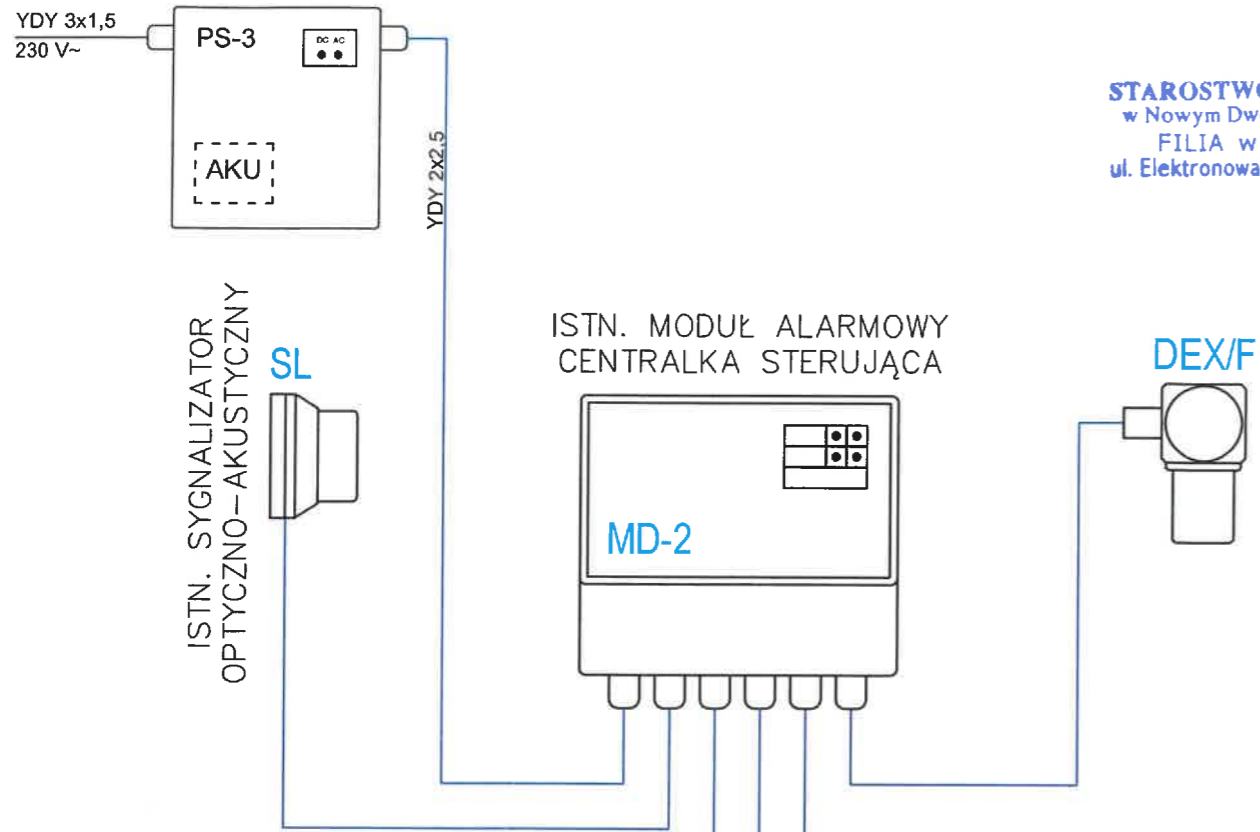 YDY 3x1,5
230 V~
PS-3
DC AC
AKU
YDY 2x2,5
STAROSTW
w Nowym Dw
FILIA w
ul. Elektronowa
ISTN. SYGNALIZATOR
OPTYCZNO-AKUSTYCZNY
SL
ISTN. MODUŁ ALARMOWY
CENTRALKA STERUJĄCA
MD-2
DEX/F